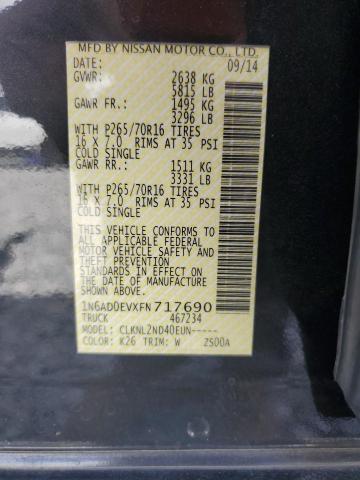 MFD BY NISSAN MOTOR CO., LTD.
DATE: 09/14
GVWR: 2638 KG
5815 LB
GAWR FR.: 1495 KG
3296 LB
WITH P265/70R16 TIRES
16 X 7.0 RIMS AT 35 PSI
COLD SINGLE
GAWR RR.: 1511 KG
3331 LB
WITH P265/70R16 TIRES
16 X 7.0 RIMS AT 35 PSI
COLD SINGLE
THIS VEHICLE CONFORMS TO
ALL APPLICABLE FEDERAL
MOTOR VEHICLE SAFETY
AND THEFT PREVENTION
STANDARDS IN EFFECT ON
THE DATE OF MANUFACTURE
SHOWN ABOVE.
1N6AD0EVXFN717690
TRUCK 467234
MODEL: CLKNL2ND40EUN-----
COLOR: K26 TRIM: W ZS00A